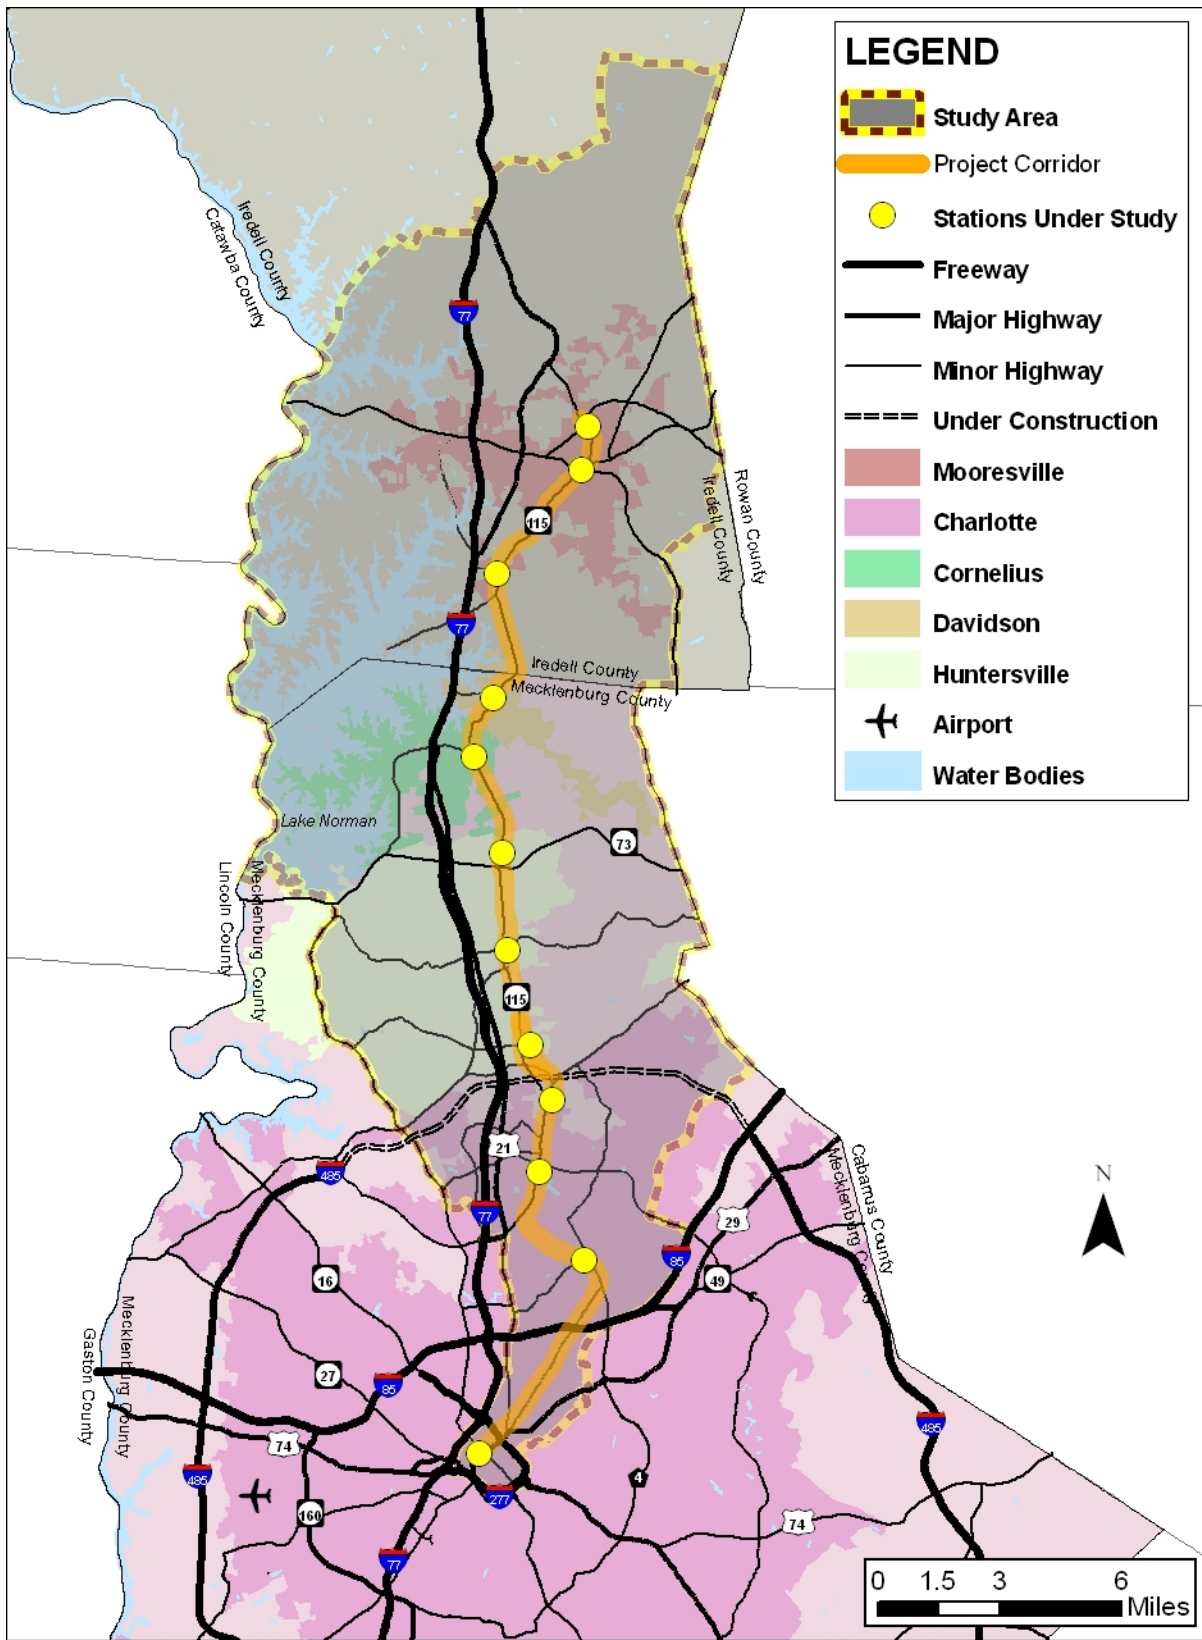 LEGEND
Study Area
Project Corridor
Stations Under Study
Freeway
Major Highway
Minor Highway
Under Construction
Mooresville
Charlotte
Cornelius
Davidson
Huntersville
Airport
Water Bodies
Iredell County
Catawba County
77
115
Rowan County
Iredell County
77
Iredell County
Mecklenburg County
Lake Norman
73
Mecklenburg County
Lincoln County
115
21
485
77
Cabarrus County
Mecklenburg County
N
29
85
49
16
Mecklenburg County
Gaston County
27
85
74
485
485
277
4
160
74
77
0 1.5 3 6
Miles